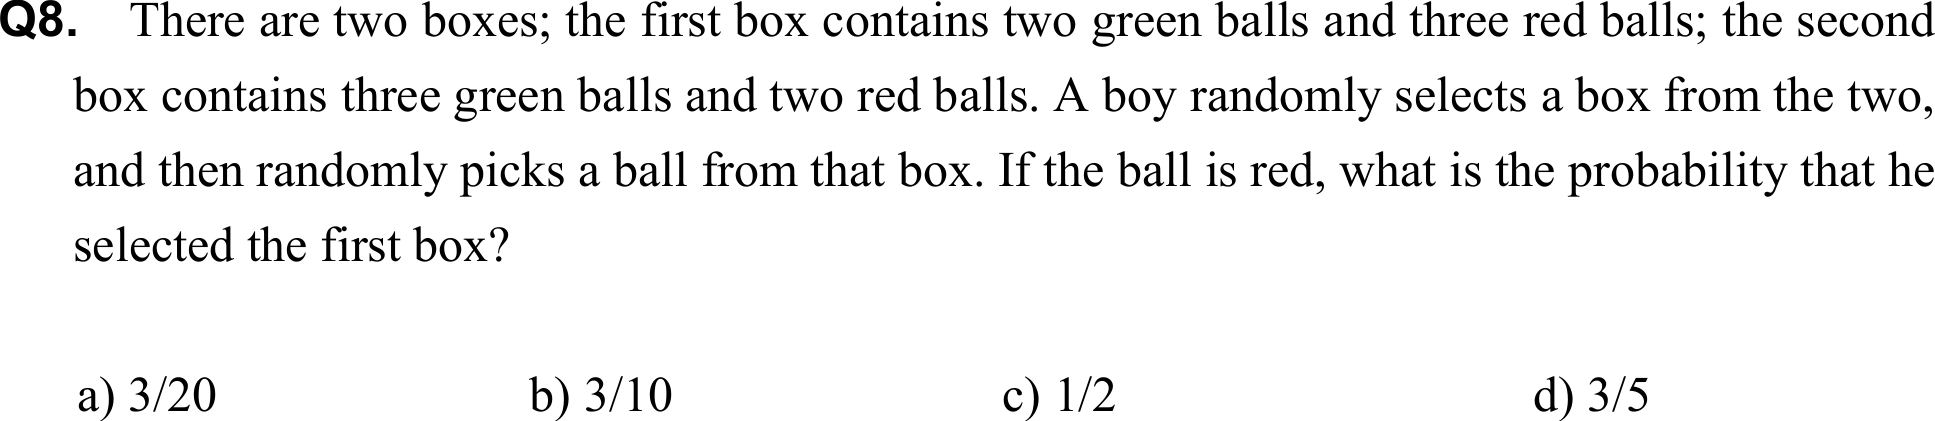 Q8. There are two boxes; the first box contains two green balls and three red balls; the second
box contains three green balls and two red balls. A boy randomly selects a box from the two,
and then randomly picks a ball from that box. If the ball is red, what is the probability that he
selected the first box?
a) 3/20 b) 3/10 c) 1/2 d) 3/5